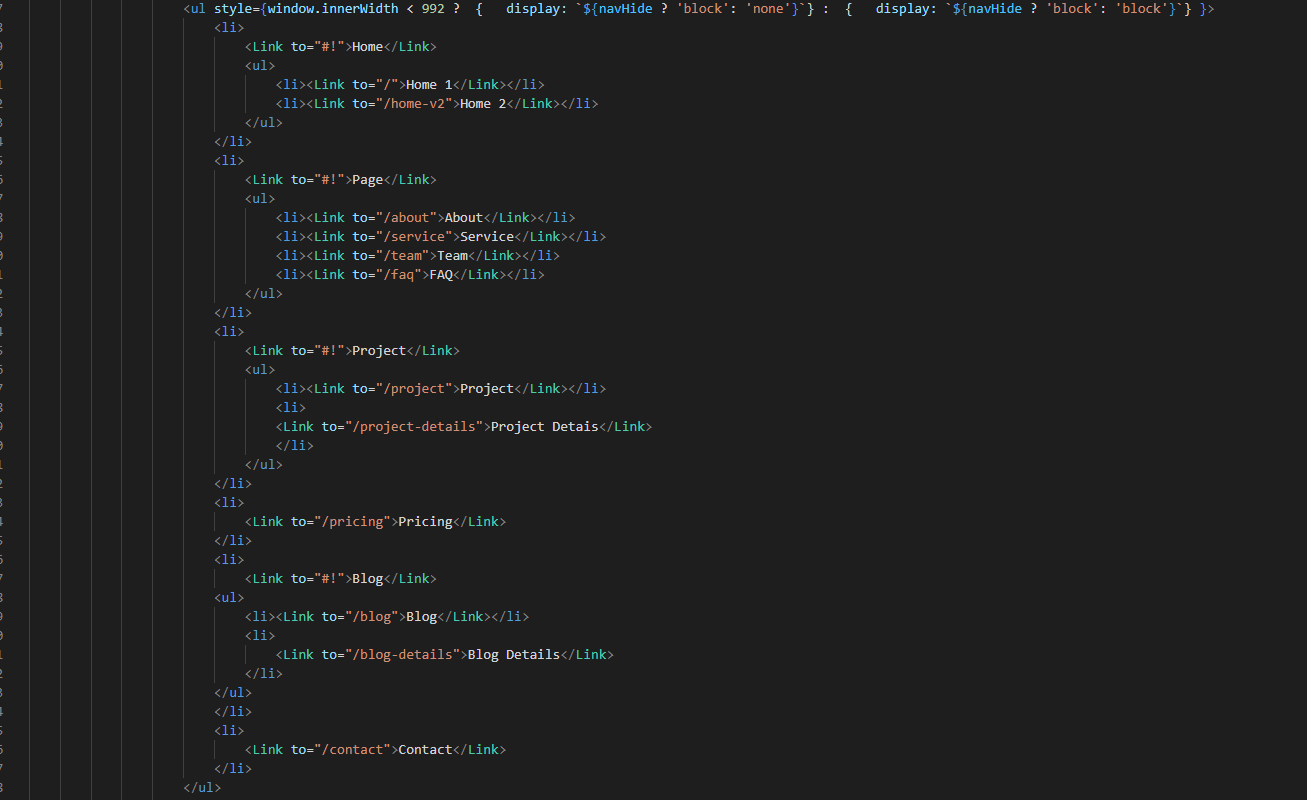 <ul style={window.innerWidth < 992 ?  {   display: `${navHide ? 'block': 'none'}`} :  {   display: `${navHide ? 'block': 'block'}`} }>
<li>
<Link to="#!">Home</Link>
<ul>
<li><Link to="/">Home 1</Link></li>
<li><Link to="/home-v2">Home 2</Link></li>
</ul>
</li>
<li>
<Link to="#!">Page</Link>
<ul>
<li><Link to="/about">About</Link></li>
<li><Link to="/service">Service</Link></li>
<li><Link to="/team">Team</Link></li>
<li><Link to="/faq">FAQ</Link></li>
</ul>
</li>
<li>
<Link to="#!">Project</Link>
<ul>
<li><Link to="/project">Project</Link></li>
<li>
<Link to="/project-details">Project Detais</Link>
</li>
</ul>
</li>
<li>
<Link to="/pricing">Pricing</Link>
</li>
<li>
<Link to="#!">Blog</Link>
<ul>
<li><Link to="/blog">Blog</Link></li>
<li>
<Link to="/blog-details">Blog Details</Link>
</li>
</ul>
</li>
<li>
<Link to="/contact">Contact</Link>
</li>
</ul>